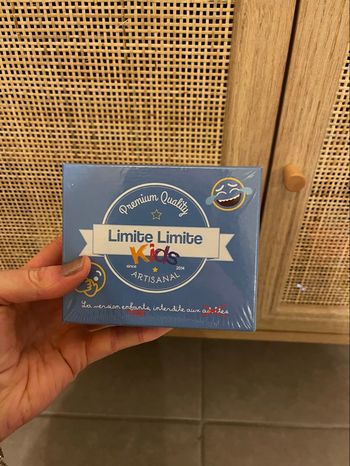 Premium Quality
Limite Limite
Kids
since 2014
ARTISANAL
La version enfants, interdite aux adultes